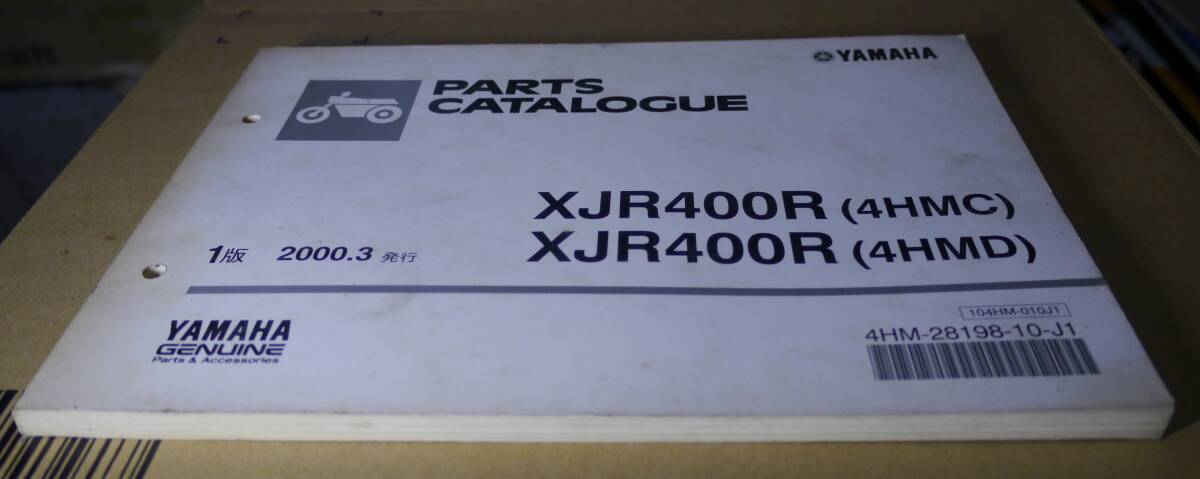 YAMAHA
PARTS
CATALOGUE
XJR400R (4HMC)
1版 2000.3 発行
XJR400R (4HMD)
104HM-010J1
4HM-28198-10-J1
YAMAHA
GENUINE
Parts & Accessories